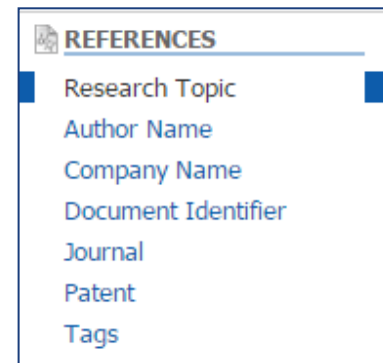 REFERENCES
Research Topic
Author Name
Company Name
Document Identifier
Journal
Patent
Tags